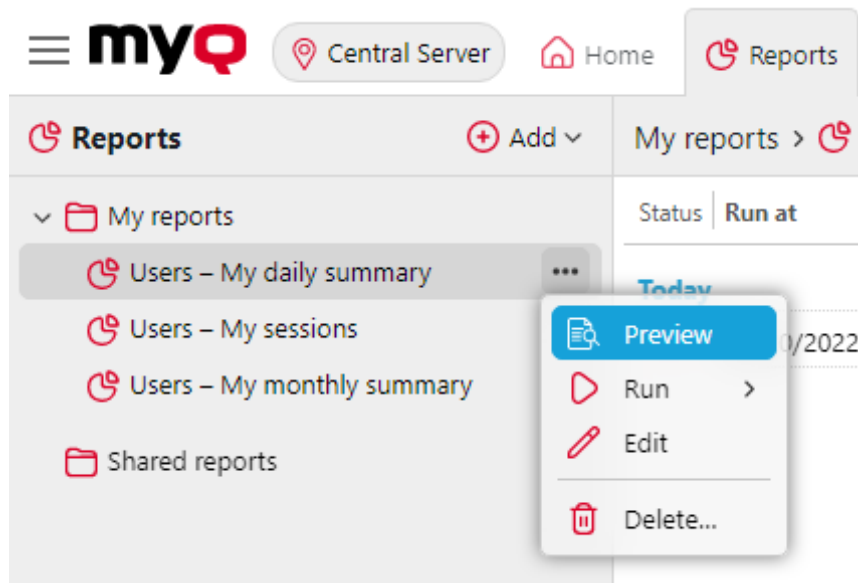 myQ Central Server Home Reports
Reports Add My reports >
My reports
Status Run at
Users – My daily summary
Today
Preview
/2022
Users – My sessions
Users – My monthly summary
Run
Edit
Shared reports
Delete...